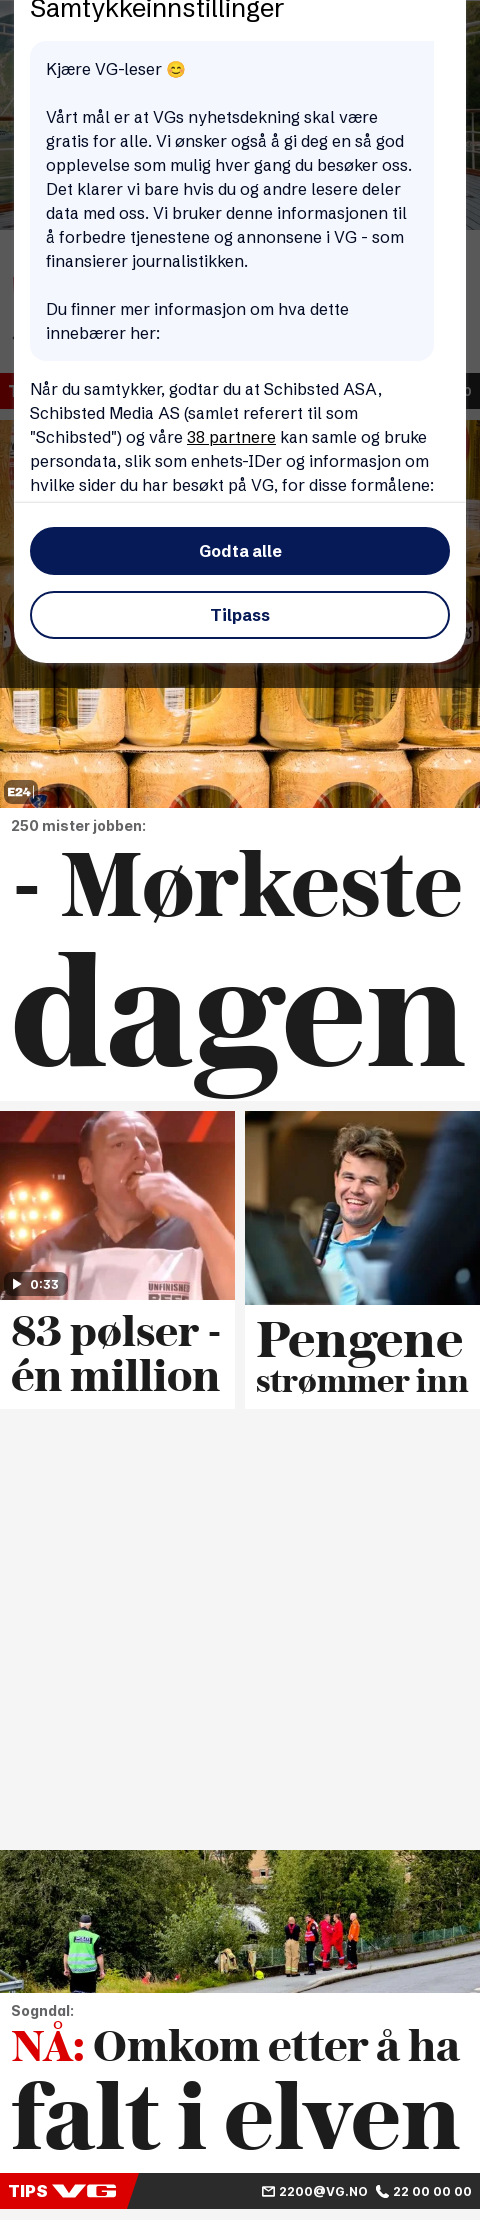 Samtykkeinnstillinger
Kjære VG-leser 😊
Vårt mål er at VGs nyhetsdekning skal være
gratis for alle. Vi ønsker også å gi deg en så god
opplevelse som mulig hver gang du besøker oss.
Det klarer vi bare hvis du og andre lesere deler
data med oss. Vi bruker denne informasjonen til
å forbedre tjenestene og annonsene i VG - som
finansierer journalistikken.
Du finner mer informasjon om hva dette
innebærer her:
Når du samtykker, godtar du at Schibsted ASA,
Schibsted Media AS (samlet referert til som
"Schibsted") og våre 38 partnere kan samle og bruke
persondata, slik som enhets-IDer og informasjon om
hvilke sider du har besøkt på VG, for disse formålene:
Godta alle
Tilpass
E24
250 mister jobben:
- Mørkeste
dagen
0:33
UNFINISHED
83 pølser -
én million
Pengene
strømmer inn
Sogndal:
NÅ: Omkom etter å ha
falt i elven
TIPS VG 2200@VG.NO 22 00 00 00